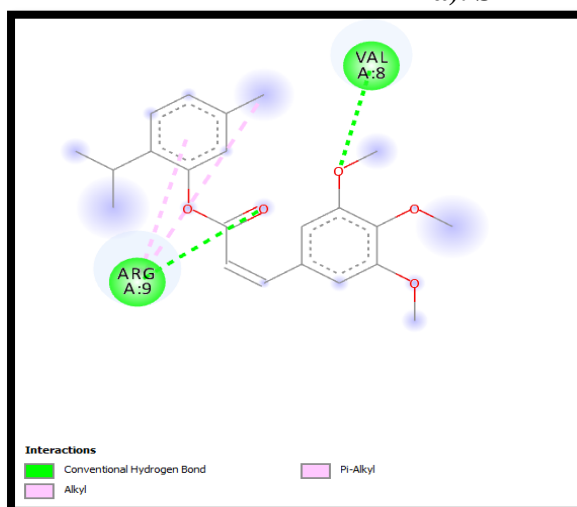 VAL
A:8
O
O
O
O
O
ARG
A:9
Interactions
Conventional Hydrogen Bond
Pi-Alkyl
Alkyl